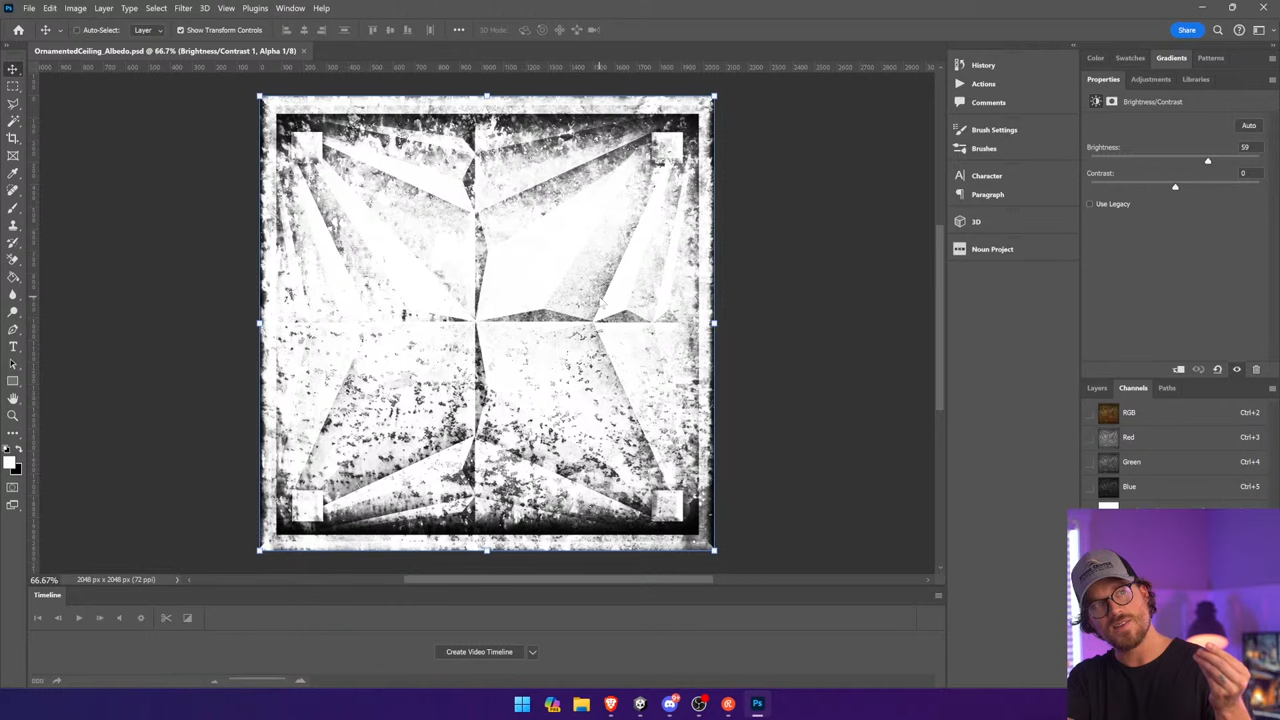 File Edit Image Layer Type Select Filter 3D View Plugins Window Help
Auto-Select: Layer Show Transform Controls 3D Mode: Share
OrnamentedCeiling_Albedo.psd @ 66.7% (Brightness/Contrast 1, Alpha 1/8)
History
Actions
Comments
Brush Settings
Brushes
Character
Paragraph
3D
Noun Project
Color Swatches Gradients Patterns
Properties Adjustments Libraries
Brightness/Contrast
Auto
Brightness: 59
Contrast: 0
Use Legacy
Layers Channels Paths
RGB Ctrl+2
Red Ctrl+3
Green Ctrl+4
Blue Ctrl+5
66.67% 2048 px x 2048 px (72 ppi)
Timeline
Create Video Timeline